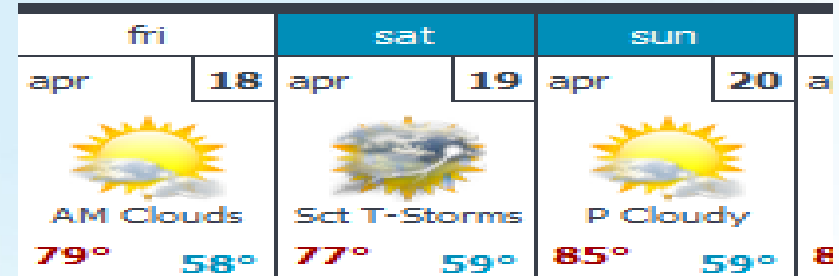 fri sat sun
apr 18 apr 19 apr 20
AM Clouds Sct T-Storms P Cloudy
79° 58° 77° 59° 85° 59°